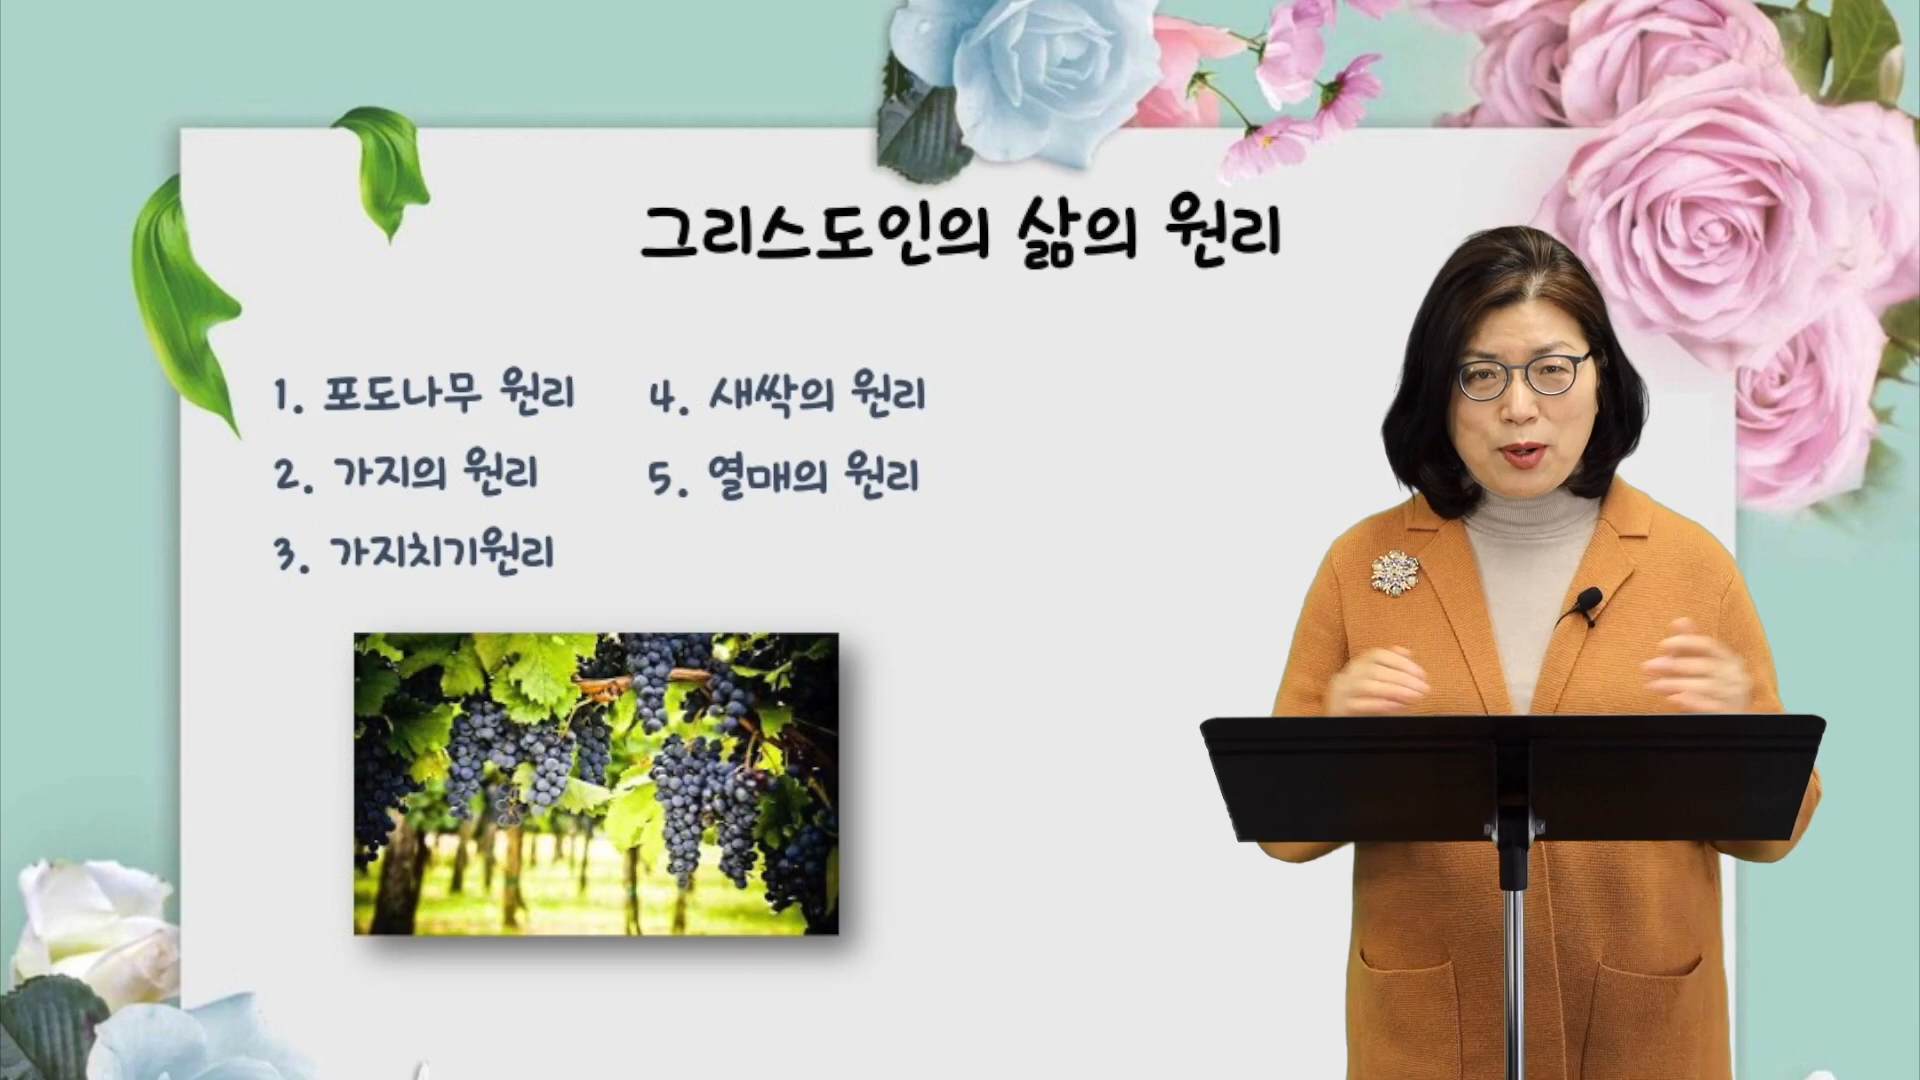 그리스도인의 삶의 원리
1. 포도나무 원리
2. 가지의 원리
3. 가지치기원리
4. 새싹의 원리
5. 열매의 원리